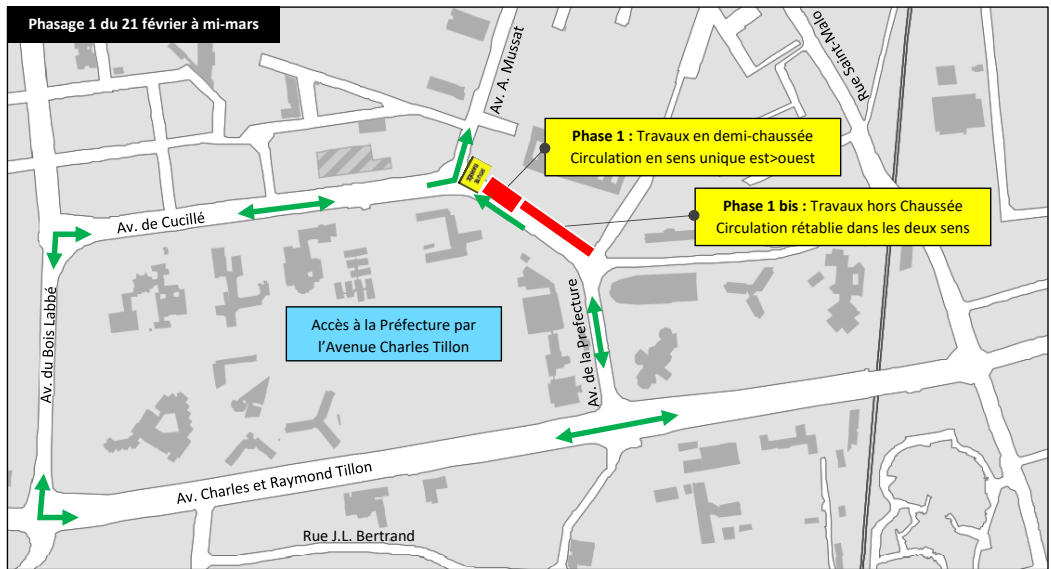 Phasage 1 du 21 février à mi-mars
Av. A. Mussat
Rue Saint-Malo
Phase 1 : Travaux en demi-chaussée
Circulation en sens unique est>ouest
Phase 1 bis : Travaux hors Chaussée
Circulation rétablie dans les deux sens
Av. de Cucillé
Av. du Bois Labbé
Accès à la Préfecture par
l'Avenue Charles Tillon
Av. de la Prefecture
Av. Charles et Raymond Tillon
Rue J.L. Bertrand